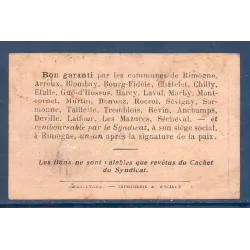 Bon garanti par les communes de Rimogne,
Arreux, Blombay, Bourg-Fidèle, Châtelet, Chilly,
Etalle, Gué-d'Hossus, Harcy, Laval, Marby, Mont-
cornet, Murtin, Bonwez, Rocroi, Sévigny, Sor-
monne, Taillette, Tremblois, Revin, Anchamps,
Deville, Laifour, Les Mazures, Sécheval. — et
remboursable par le Syndicat, à son siège social,
à Rimogne, un an après la signature de la paix.
Les Bons ne sont valables que revêtus du Cachet
du Syndicat.
IMPRIMERIE